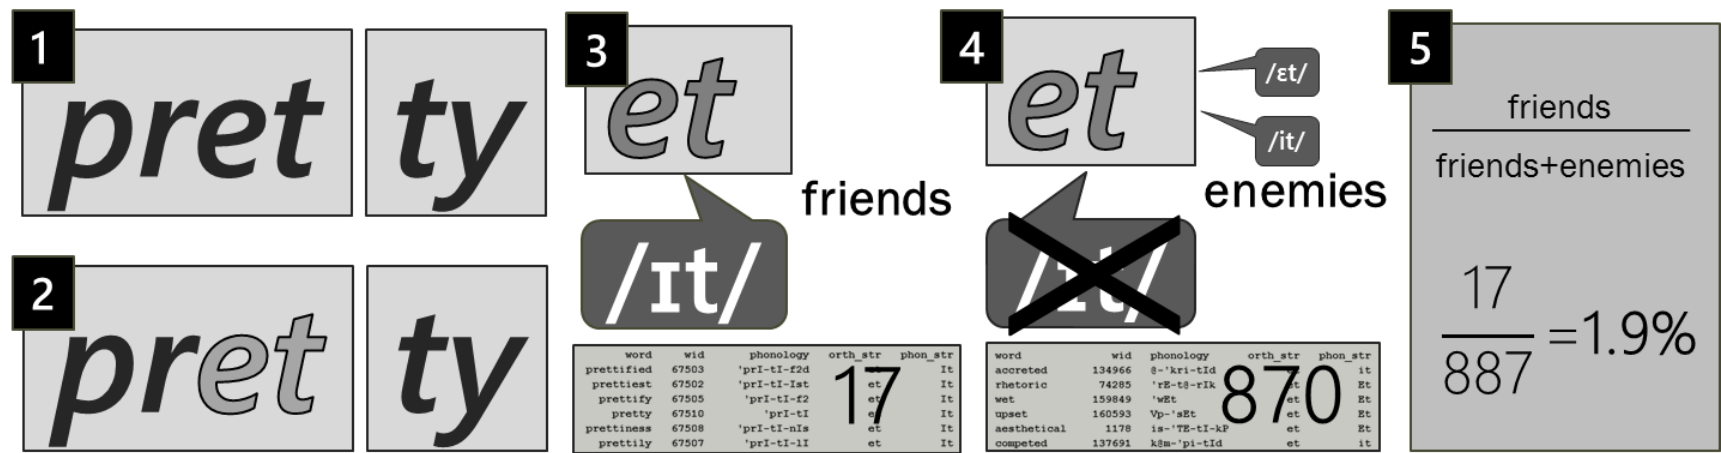 1
pret ty
2
pret ty
3
et
friends
/ɪt/
word wid phonology orth_str phon_str
prettified 67503 'prI-tI-f2d It
prettiest 67502 'prI-tI-Ist et It
prettify 67505 'prI-tI-f2 et It
pretty 67510 'prI-tI It
prettiness 67508 'prI-tI-nIs et It
prettily 67507 'prI-tI-lI et It
17
4
et
/ɛt/
/it/
enemies
/ɪt/
word wid phonology orth_str phon_str
accreted 134966 @-'kri-tId it
rhetoric 74285 'rE-t@-rIk et Et
wet 159849 'wEt et Et
upset 160593 Vp-'sEt et Et
aesthetical 1178 is-'TE-tI-kP et Et
competed 137691 k@m-'pi-tId et it
870
5
friends
friends+enemies
17
887
=1.9%